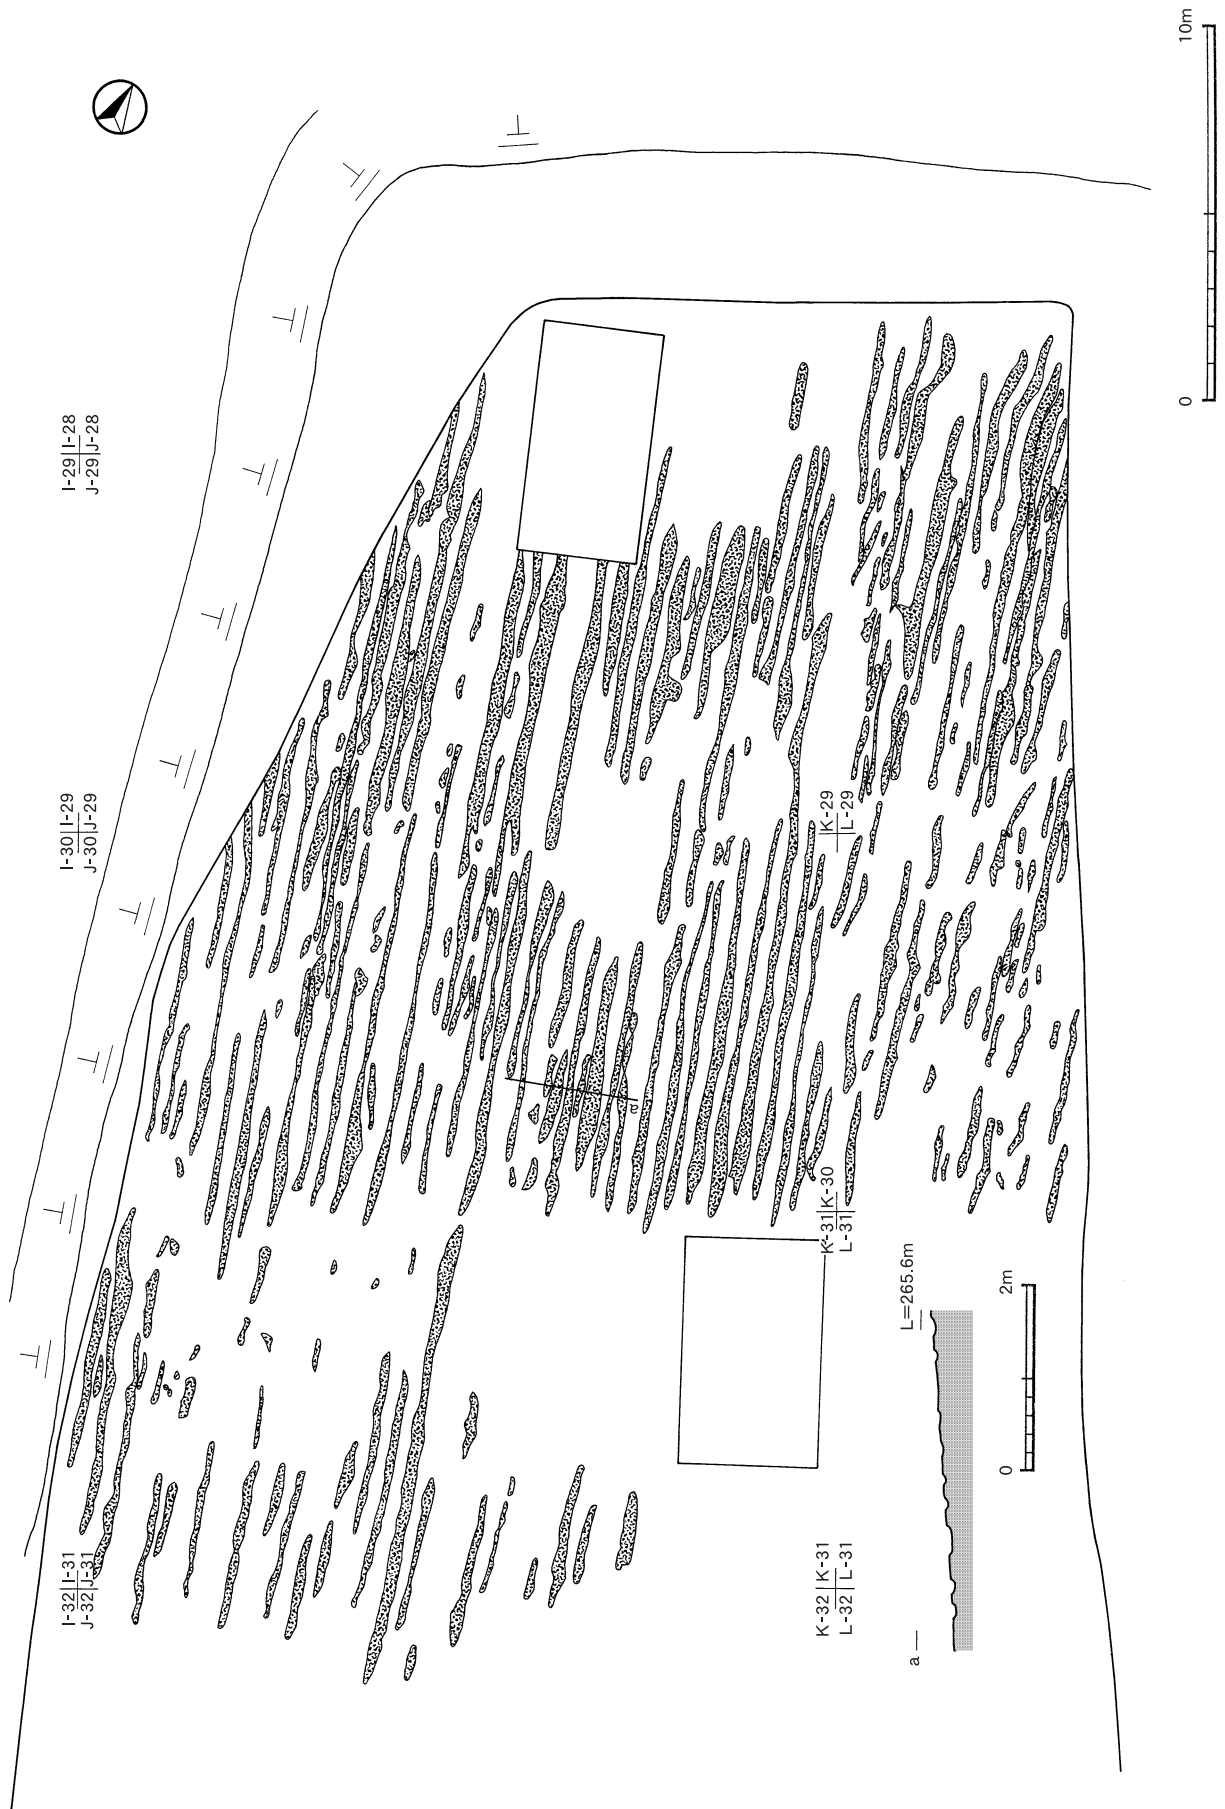 10m
0
I-29 I-28
J-29 J-28
I-30 I-29
J-30 J-29
K-29
L-29
K-31 K-30
L-31
L=265.6m
2m
0
a
a
I-32 I-31
J-32 J-31
K-32 K-31
L-32 L-31